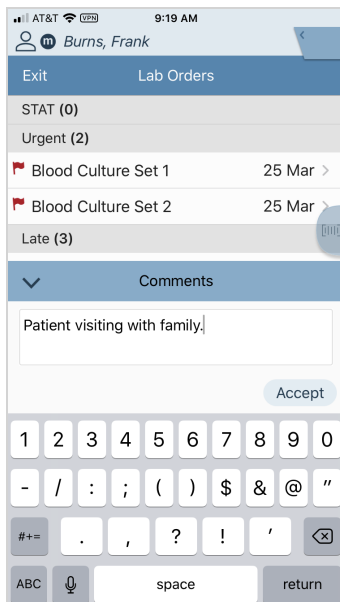 AT&T VPN 9:19 AM
m Burns, Frank
Exit Lab Orders
STAT (0)
Urgent (2)
Blood Culture Set 1 25 Mar
Blood Culture Set 2 25 Mar
Late (3)
Comments
Patient visiting with family.
Accept
1 2 3 4 5 6 7 8 9 0
- / : ; ( ) $ & @ "
#+= . , ? ! '
ABC space return